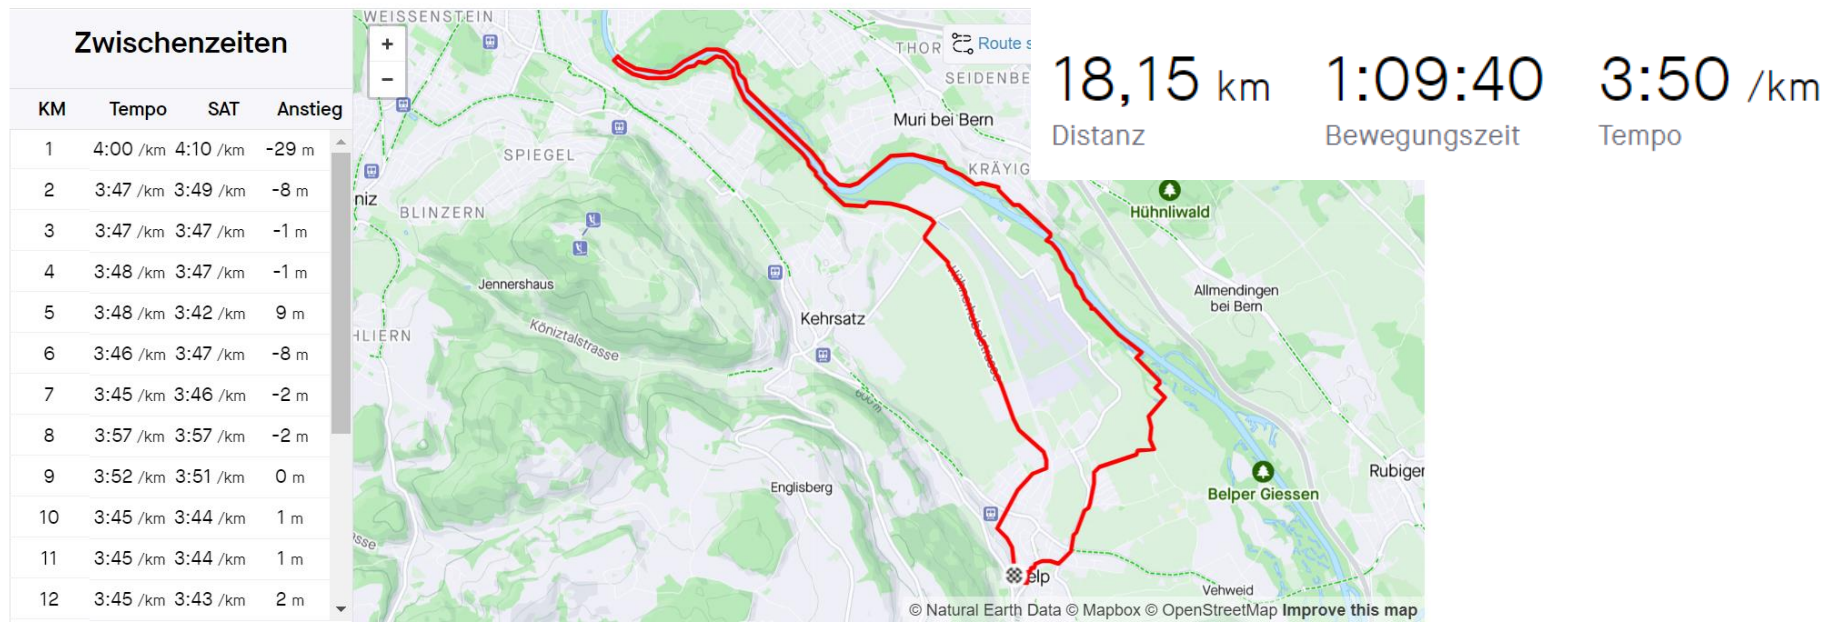 Zwischenzeiten
KM Tempo SAT Anstieg
1 4:00 /km 4:10 /km -29 m
2 3:47 /km 3:49 /km -8 m
3 3:47 /km 3:47 /km -1 m
4 3:48 /km 3:47 /km -1 m
5 3:48 /km 3:42 /km 9 m
6 3:46 /km 3:47 /km -8 m
7 3:45 /km 3:46 /km -2 m
8 3:57 /km 3:57 /km -2 m
9 3:52 /km 3:51 /km 0 m
10 3:45 /km 3:44 /km 1 m
11 3:45 /km 3:44 /km 1 m
12 3:45 /km 3:43 /km 2 m
+
−
WEISSENSTEIN
THOR
Route s
SEIDENBE
Muri bei Bern
SPIEGEL
KRÄYIG
niz
BLINZERN
Hühnliwald
Jennershaus
Allmendingen
bei Bern
Kehrsatz
HLIERN
Köniztalstrasse
Hühnerhubelstrasse
600 m
Rubiger
Englisberg
Belper Giessen
sse
elp
Vehweid
© Natural Earth Data © Mapbox © OpenStreetMap Improve this map
18,15 km 1:09:40 3:50 /km
Distanz Bewegungszeit Tempo